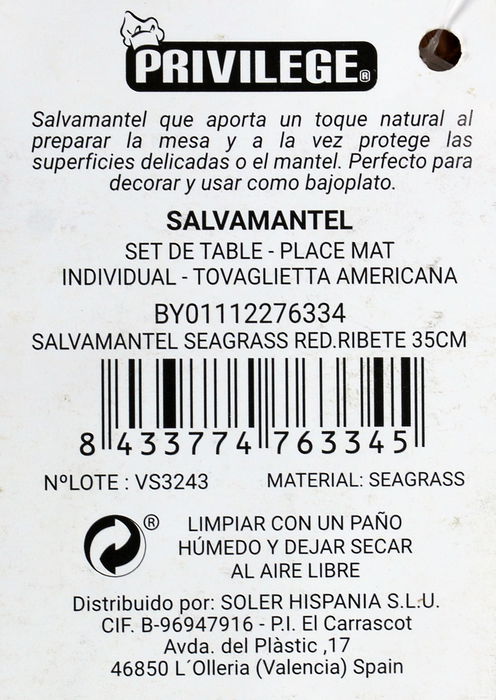 PRIVILEGE®
Salvamantel que aporta un toque natural al
preparar la mesa y a la vez protege las
superficies delicadas o el mantel. Perfecto para
decorar y usar como bajoplato.
SALVAMANTEL
SET DE TABLE - PLACE MAT
INDIVIDUAL - TOVAGLIETTA AMERICANA
BY01112276334
SALVAMANTEL SEAGRASS RED.RIBETE 35CM
8 433774 763345
NºLOTE : VS3243 MATERIAL: SEAGRASS
® LIMPIAR CON UN PAÑO
HÚMEDO Y DEJAR SECAR
AL AIRE LIBRE
Distribuido por: SOLER HISPANIA S.L.U.
CIF. B-96947916 - P.I. El Carrascot
Avda. del Plàstic ,17
46850 L´Olleria (Valencia) Spain